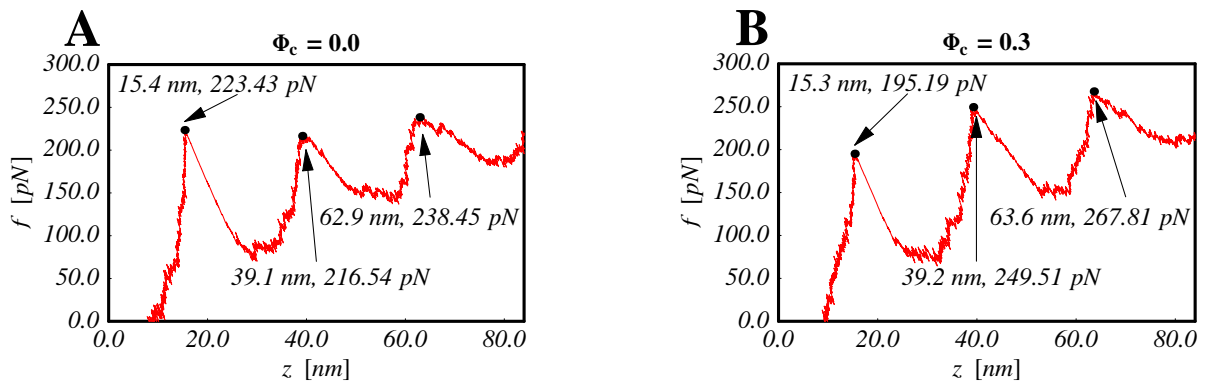 A
Φc = 0.0
300.0
250.0
200.0
150.0
100.0
50.0
0.0
f [pN]
15.4 nm, 223.43 pN
62.9 nm, 238.45 pN
39.1 nm, 216.54 pN
0.0 20.0 40.0 60.0 80.0
z [nm]
B
Φc = 0.3
300.0
250.0
200.0
150.0
100.0
50.0
0.0
f [pN]
15.3 nm, 195.19 pN
63.6 nm, 267.81 pN
39.2 nm, 249.51 pN
0.0 20.0 40.0 60.0 80.0
z [nm]